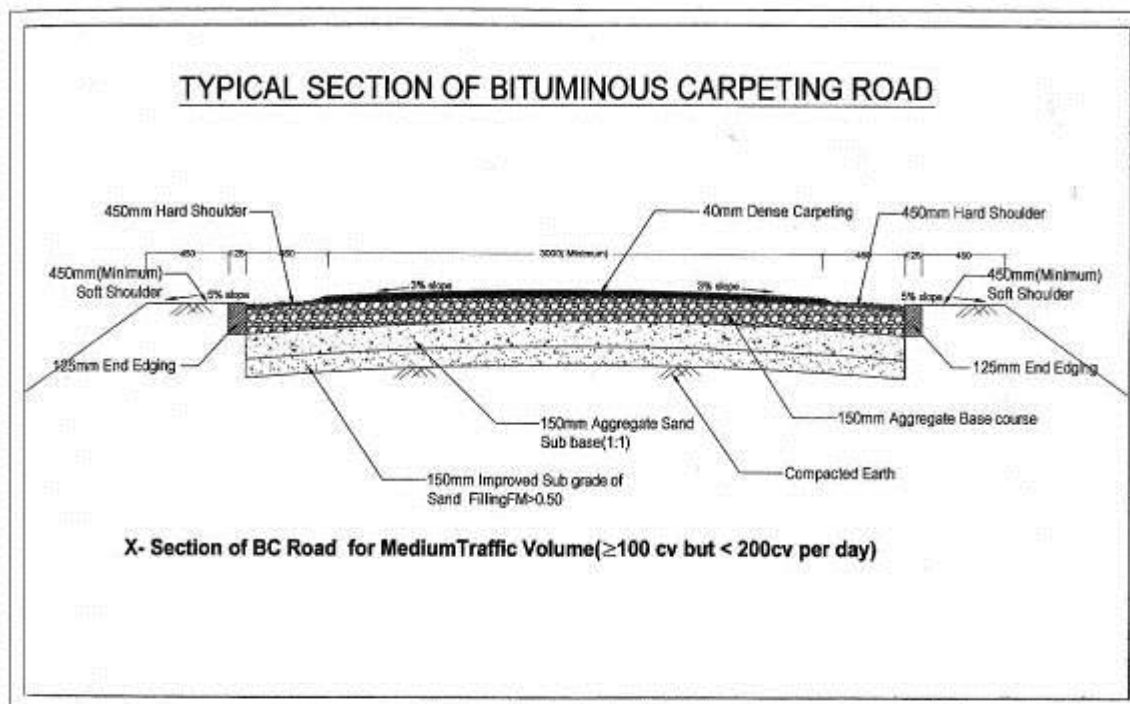 TYPICAL SECTION OF BITUMINOUS CARPETING ROAD
450mm Hard Shoulder
40mm Dense Carpeting
450mm Hard Shoulder
450
125
450
3000( Minimum)
450
125
450
450mm(Minimum)
Soft Shoulder
5% slope
3% slope
3% slope
5% slope
450mm(Minimum)
Soft Shoulder
125mm End Edging
125mm End Edging
150mm Aggregate Sand
Sub base(1:1)
150mm Aggregate Base course
150mm Improved Sub grade of
Sand FillingFM>0.50
Compacted Earth
X- Section of BC Road for MediumTraffic Volume(≥100 cv but < 200cv per day)